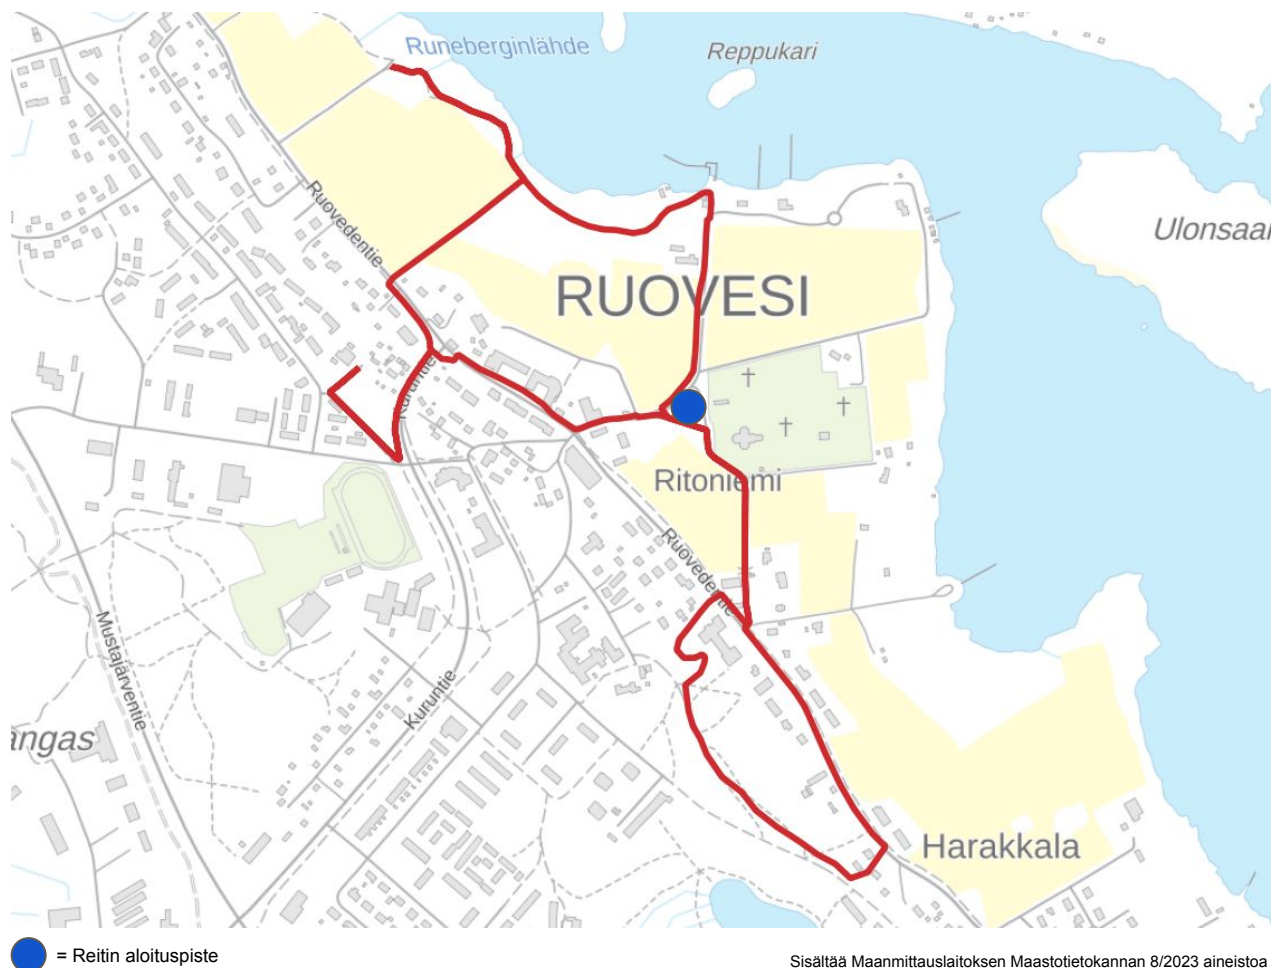 Runeberginlähde
Reppukari
Ruovedentie
Ulonsaar
RUOVESI
Kuruntie
Ritoniemi
Ruovedentie
Mustajärventie
Kuruntie
angas
Harakkala
= Reitin aloituspiste
Sisältää Maanmittauslaitoksen Maastotietokannan 8/2023 aineistoa